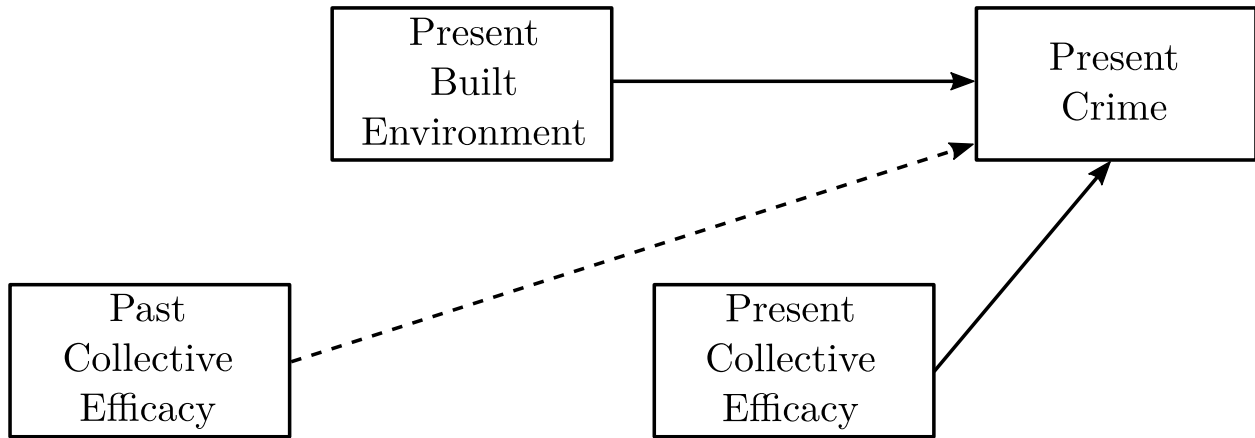 Present
Built
Environment
Present
Crime
Past
Collective
Efficacy
Present
Collective
Efficacy